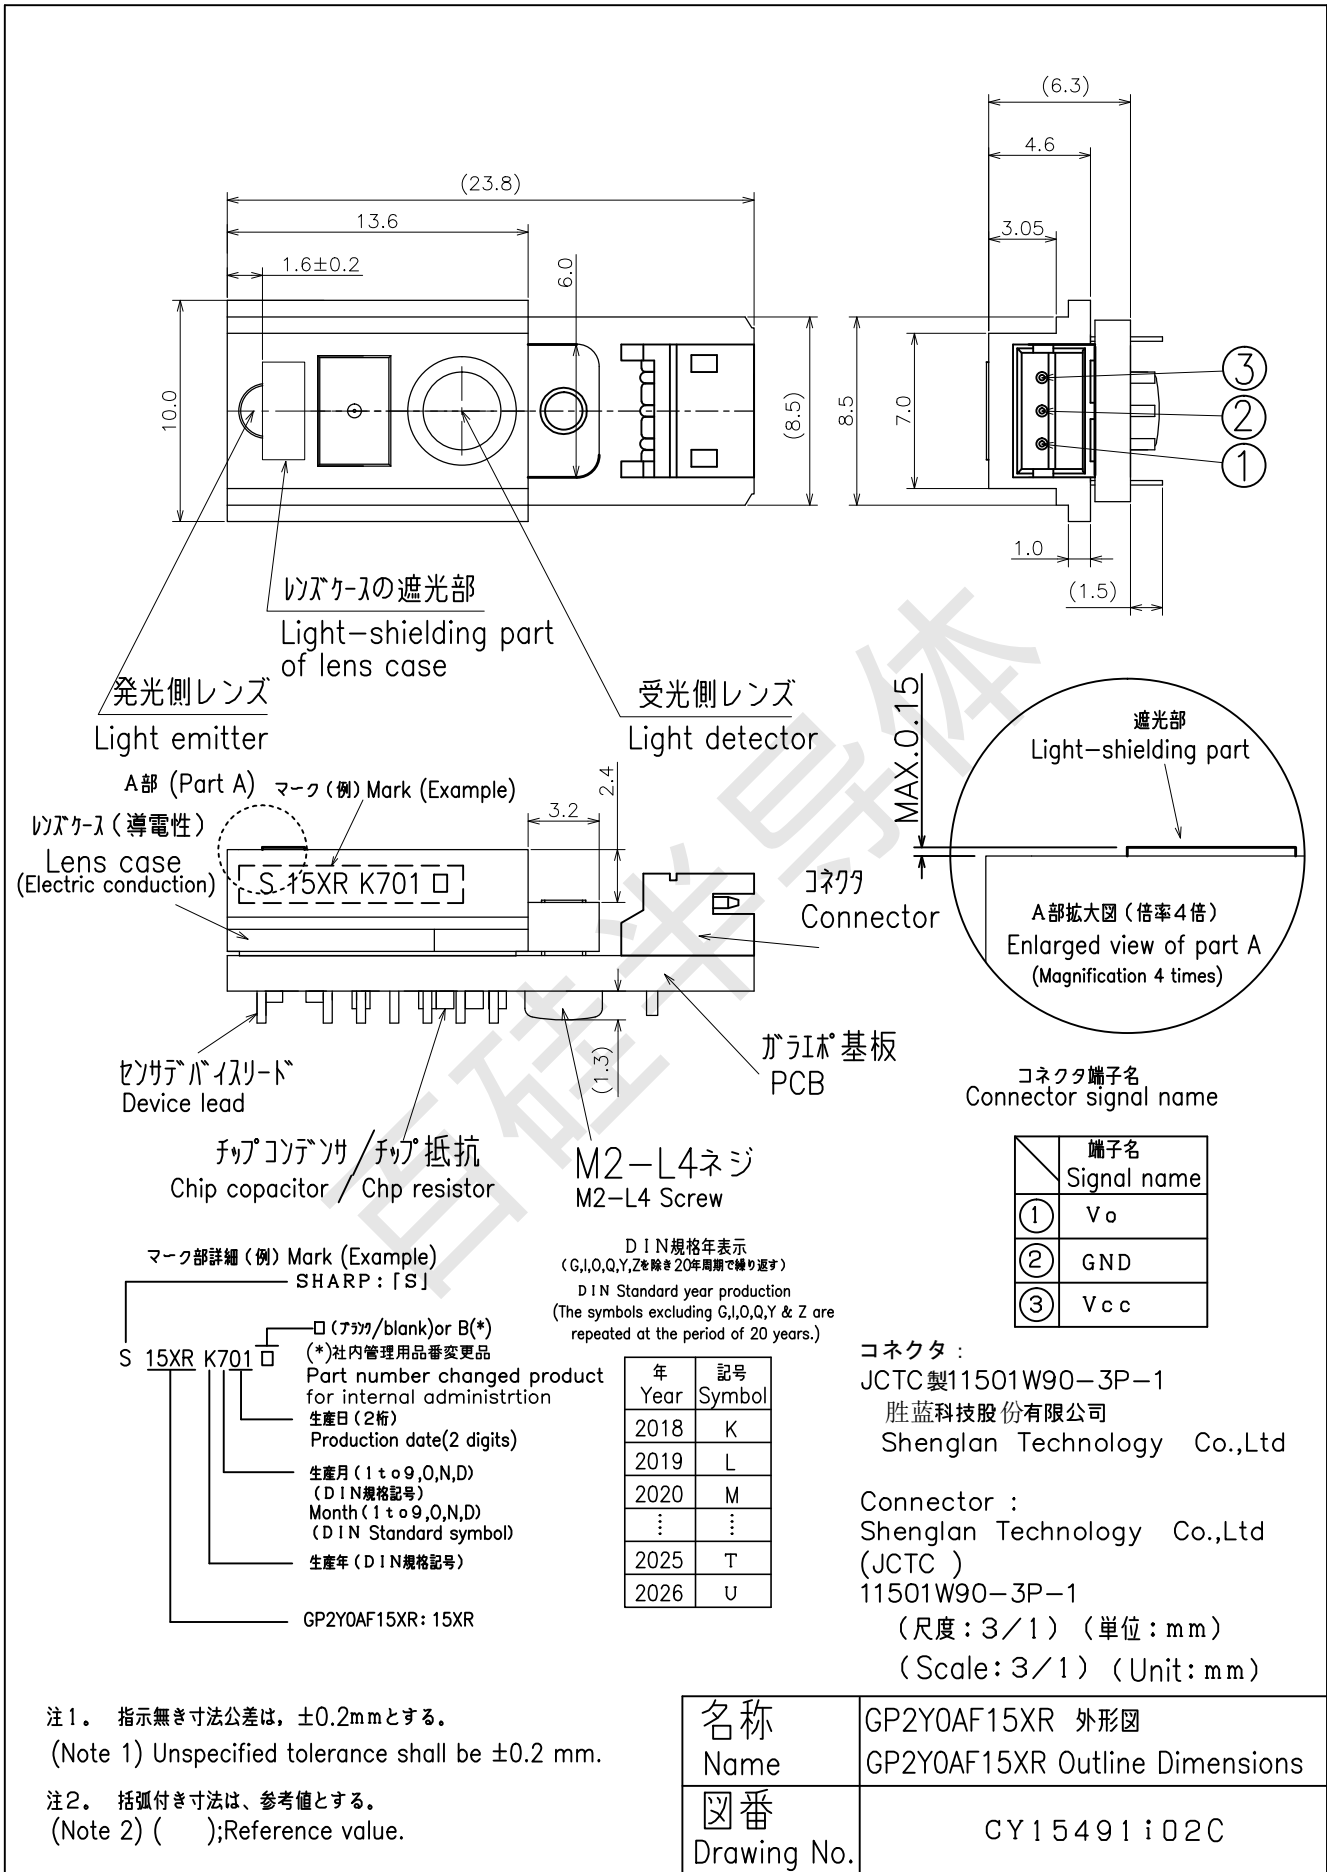 (6.3)
4.6
3.05
(23.8)
13.6
1.6±0.2
6.0
10.0
(8.5)
8.5
7.0
③
②
①
1.0
(1.5)
レンズケースの遮光部
Light-shielding part
of lens case
発光側レンズ
Light emitter
受光側レンズ
Light detector
A部 (Part A)
マーク(例) Mark (Example)
レンズケース(導電性)
Lens case
(Electric conduction)
S 15XR K701 □
3.2
2.4
コネクタ
Connector
MAX.0.15
遮光部
Light-shielding part
A部拡大図(倍率4倍)
Enlarged view of part A
(Magnification 4 times)
(1.3)
センサデバイスリード
Device lead
ガラエポ基板
PCB
チップコンデンサ/チップ抵抗
Chip copacitor / Chp resistor
M2-L4ネジ
M2-L4 Screw
コネクタ端子名
Connector signal name
端子名
Signal name
① Vo
② GND
③ Vcc
マーク部詳細(例) Mark (Example)
SHARP:「S」
□(ブランク/blank)or B(*)
S 15XR K701 □
(*)社内管理用品番変更品
Part number changed product
for internal administrtion
生産日(2桁)
Production date(2 digits)
生産月(1to9,O,N,D)
(DIN規格記号)
Month(1to9,O,N,D)
(DIN Standard symbol)
生産年(DIN規格記号)
GP2Y0AF15XR: 15XR
DIN規格年表示
(G,I,O,Q,Y,Zを除き20年周期で繰り返す)
DIN Standard year production
(The symbols excluding G,I,O,Q,Y & Z are
repeated at the period of 20 years.)
年 記号
Year Symbol
2018 K
2019 L
2020 M
⋮ ⋮
2025 T
2026 U
コネクタ:
JCTC製11501W90-3P-1
胜蓝科技股份有限公司
Shenglan Technology Co.,Ltd
Connector :
Shenglan Technology Co.,Ltd
(JCTC )
11501W90-3P-1
(尺度:3/1)(単位:mm)
(Scale:3/1)(Unit:mm)
注1。 指示無き寸法公差は,±0.2mmとする。
(Note 1) Unspecified tolerance shall be ±0.2 mm.
注2。 括弧付き寸法は、参考値とする。
(Note 2) ( );Reference value.
名称
Name
GP2Y0AF15XR 外形図
GP2Y0AF15XR Outline Dimensions
図番
Drawing No.
CY15491i02C
百硅半导体